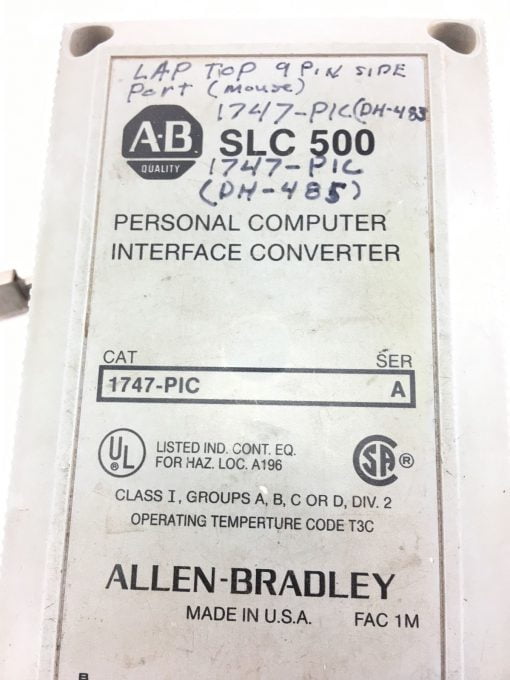 LAP TOP 9 PIN SIDE
Port (mouse)
1747-PIC(DH-485
A-B
QUALITY
SLC 500
1747-PIC
(DH-485)
PERSONAL COMPUTER
INTERFACE CONVERTER
CAT SER
1747-PIC A
UL ®
LISTED IND. CONT. EQ.
FOR HAZ. LOC. A196
SA ®
CLASS I, GROUPS A, B, C OR D, DIV. 2
OPERATING TEMPERTURE CODE T3C
ALLEN-BRADLEY
MADE IN U.S.A. FAC 1M